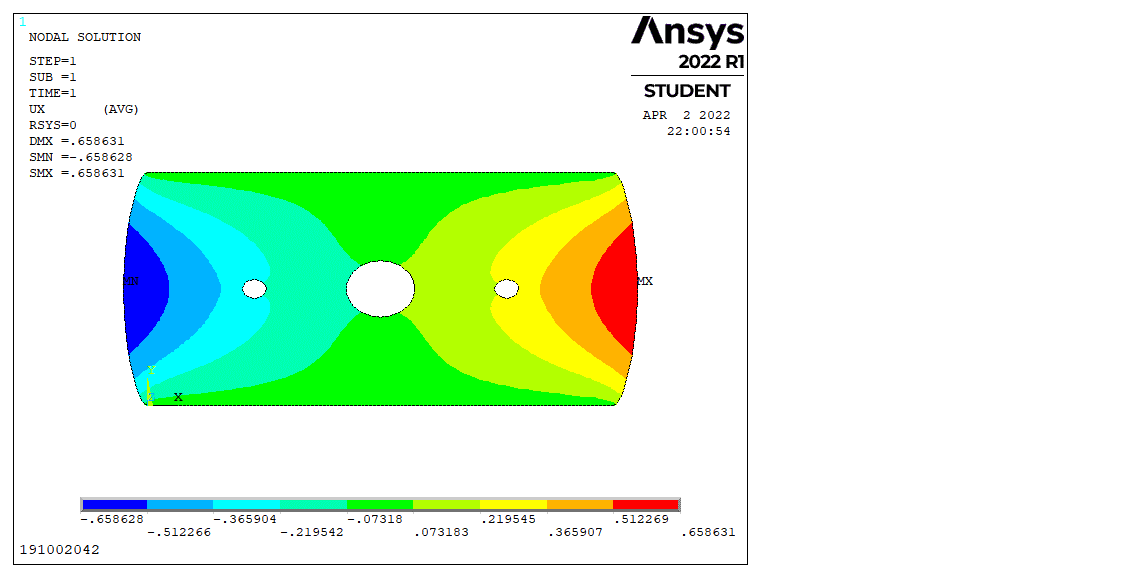 1
NODAL SOLUTION
STEP=1
SUB =1
TIME=1
UX (AVG)
RSYS=0
DMX =.658631
SMN =-.658628
SMX =.658631
Ansys
2022 R1
STUDENT
APR 2 2022
22:00:54
MN
MX
Y
X
-.658628 -.365904 -.07318 .219545 .512269
-.512266 -.219542 .073183 .365907 .658631
191002042